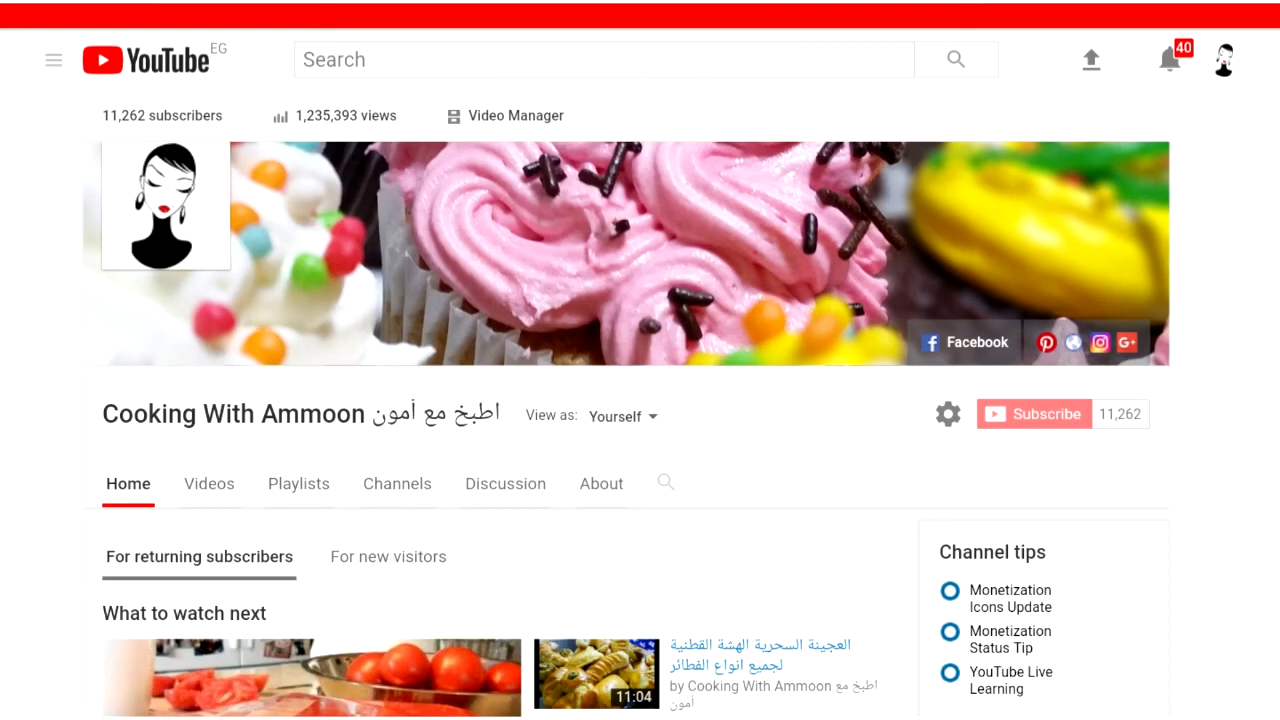 YouTube EG
Search
40
11,262 subscribers
1,235,393 views
Video Manager
Facebook
G+
Cooking With Ammoon اطبخ مع أمون
View as: Yourself
Subscribe 11,262
Home
Videos
Playlists
Channels
Discussion
About
For returning subscribers
For new visitors
What to watch next
11:04
العجينة السحرية الهشة القطنية
لجميع انواع الفطائر
by Cooking With Ammoon اطبخ مع
أمون
Channel tips
Monetization
Icons Update
Monetization
Status Tip
YouTube Live
Learning